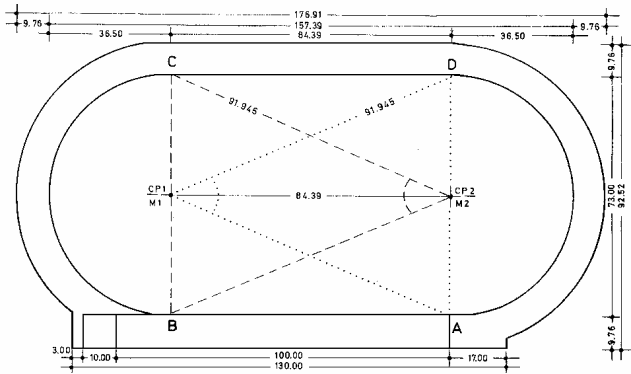 176.91
9.76 157.39 9.76
36.50 84.39 36.50
C D
9.76
91.945 91.945
CP1 84.39 CP2
M1 M2
73.00
92.52
B A
9.76
3.00 10.00 100.00 17.00
130.00